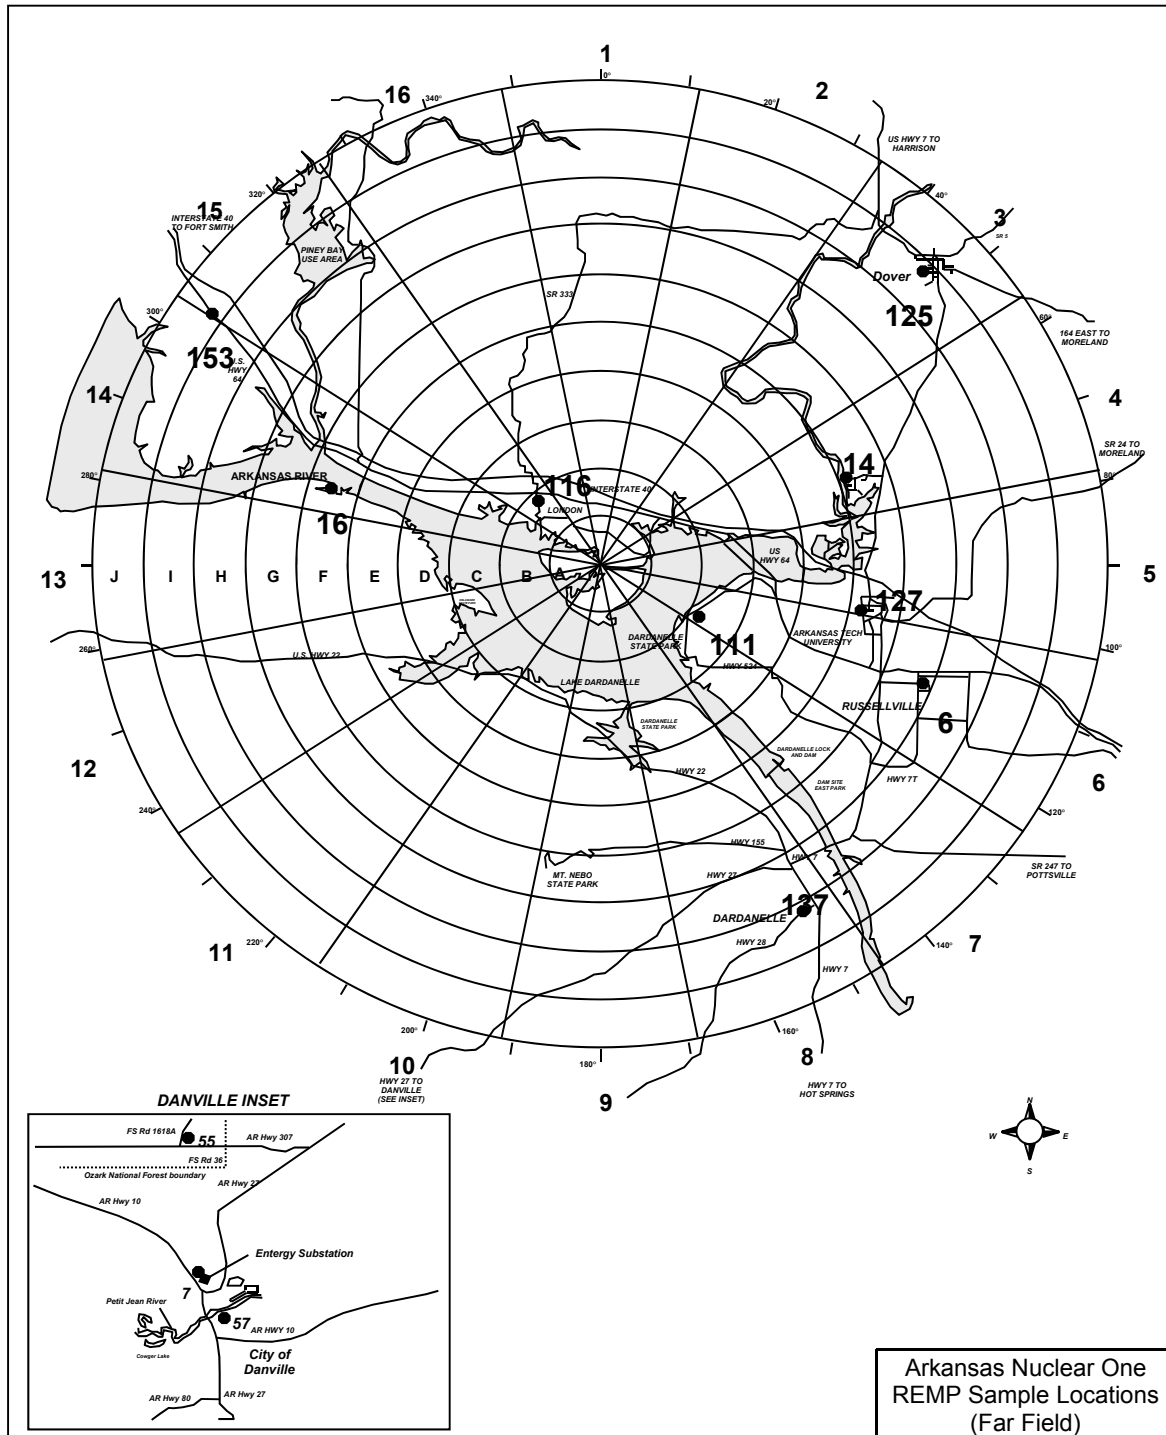 1
0°
16
340°
20°
2
US HWY 7 TO
HARRISON
320°
40°
15
INTERSTATE 40
TO FORT SMITH
3
SR 5
PINEY BAY
USE AREA
Dover
SR 333
300°
125
60°
164 EAST TO
MORELAND
153
U.S.
HWY
64
14
4
SR 24 TO
MORELAND
280°
ARKANSAS RIVER
14
80°
116
INTERSTATE 40
LONDON
16
US
HWY 64
13
J
I
H
G
F
E
D
C
B
A
5
127
ARKANSAS TECH
UNIVERSITY
DARDANELLE
STATE PARK
111
HWY 524
260°
U.S. HWY 22
100°
LAKE DARDANELLE
RUSSELLVILLE
6
DARDANELLE
STATE PARK
DARDANELLE LOCK
AND DAM
12
HWY 22
DAM SITE
EAST PARK
HWY 7T
6
240°
120°
HWY 155
HWY 7
SR 247 TO
POTTSVILLE
MT. NEBO
STATE PARK
HWY 27
137
DARDANELLE
11
220°
HWY 28
140°
7
HWY 7
200°
160°
10
180°
8
HWY 27 TO
DANVILLE
(SEE INSET)
9
HWY 7 TO
HOT SPRINGS
N
W
E
S
DANVILLE INSET
FS Rd 1618A
55
AR Hwy 307
FS Rd 36
Ozark National Forest boundary
AR Hwy 27
AR Hwy 10
Entergy Substation
7
Petit Jean River
57
AR HWY 10
Cowger Lake
City of
Danville
AR Hwy 80
AR Hwy 27
Arkansas Nuclear One
REMP Sample Locations
(Far Field)